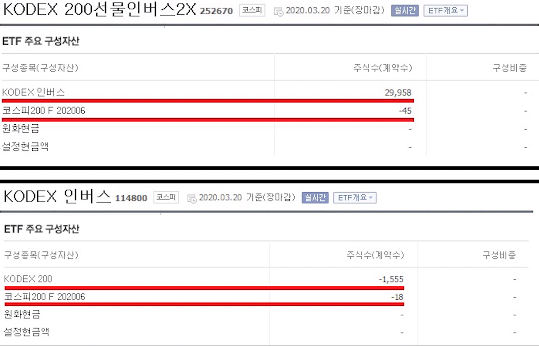 KODEX 200선물인버스2X 252670 코스피 2020.03.20 기준(장마감) 실시간 ETF개요
ETF 주요 구성자산
구성종목(구성자산) 주식수(계약수) 구성비중
KODEX 인버스 29,958 -
코스피200 F 202006 -45 -
원화현금 - -
설정현금액 - -
KODEX 인버스 114800 코스피 2020.03.20 기준(장마감) 실시간 ETF개요
ETF 주요 구성자산
구성종목(구성자산) 주식수(계약수) 구성비중
KODEX 200 -1,555 -
코스피200 F 202006 -18 -
원화현금 - -
설정현금액 - -